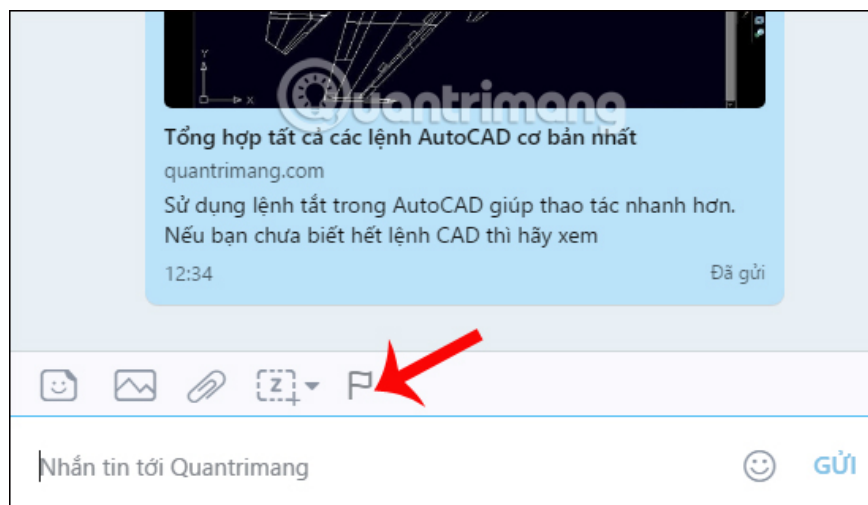 Y
X
Quantrimang
Tổng hợp tất cả các lệnh AutoCAD cơ bản nhất
quantrimang.com
Sử dụng lệnh tắt trong AutoCAD giúp thao tác nhanh hơn.
Nếu bạn chưa biết hết lệnh CAD thì hãy xem
12:34 Đã gửi
Z
Nhắn tin tới Quantrimang GỬI